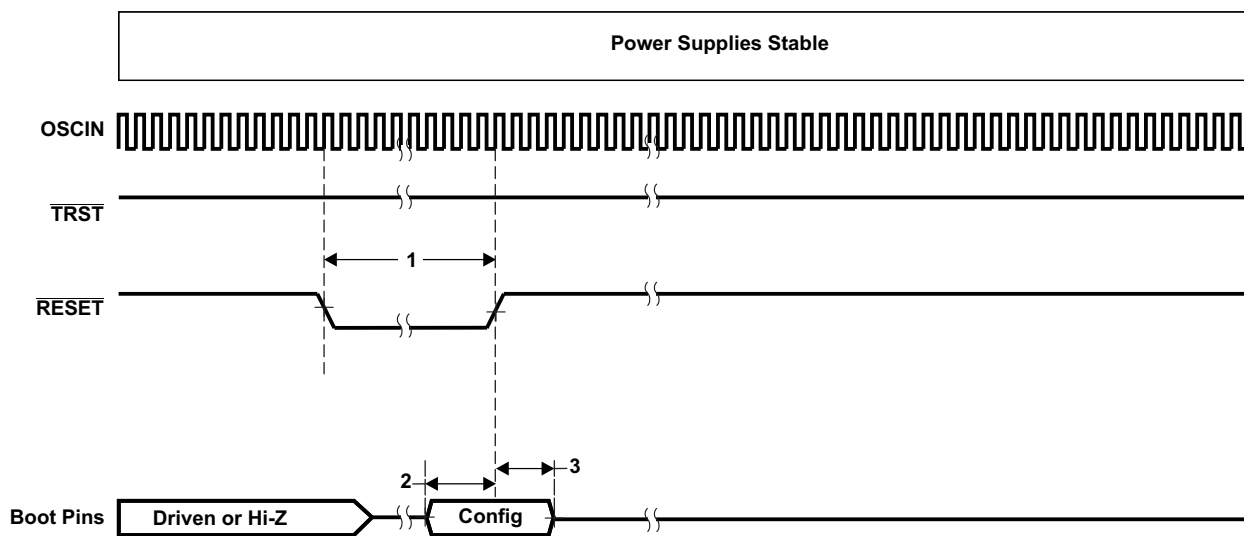 Power Supplies Stable
OSCIN
TRST
1
RESET
3
2
Boot Pins
Driven or Hi-Z
Config